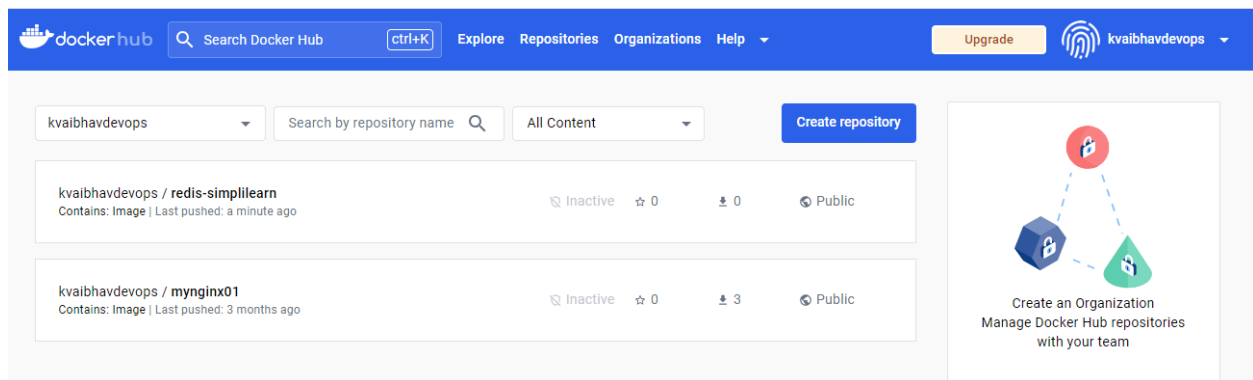 dockerhub Search Docker Hub ctrl+K Explore Repositories Organizations Help Upgrade kvaibhavdevops
kvaibhavdevops Search by repository name All Content Create repository
kvaibhavdevops / redis-simplilearn
Contains: Image | Last pushed: a minute ago
Inactive 0 0 Public
kvaibhavdevops / mynginx01
Contains: Image | Last pushed: 3 months ago
Inactive 0 3 Public
Create an Organization
Manage Docker Hub repositories
with your team